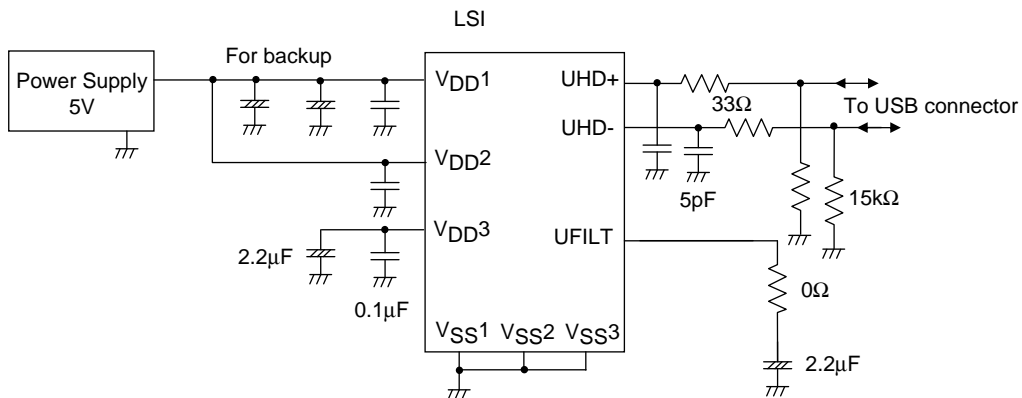 LSI
For backup
Power Supply
5V
VDD1
VDD2
VDD3
2.2μF
0.1μF
VSS1
VSS2
VSS3
UHD+
UHD-
UFILT
33Ω
To USB connector
5pF
15kΩ
0Ω
2.2μF